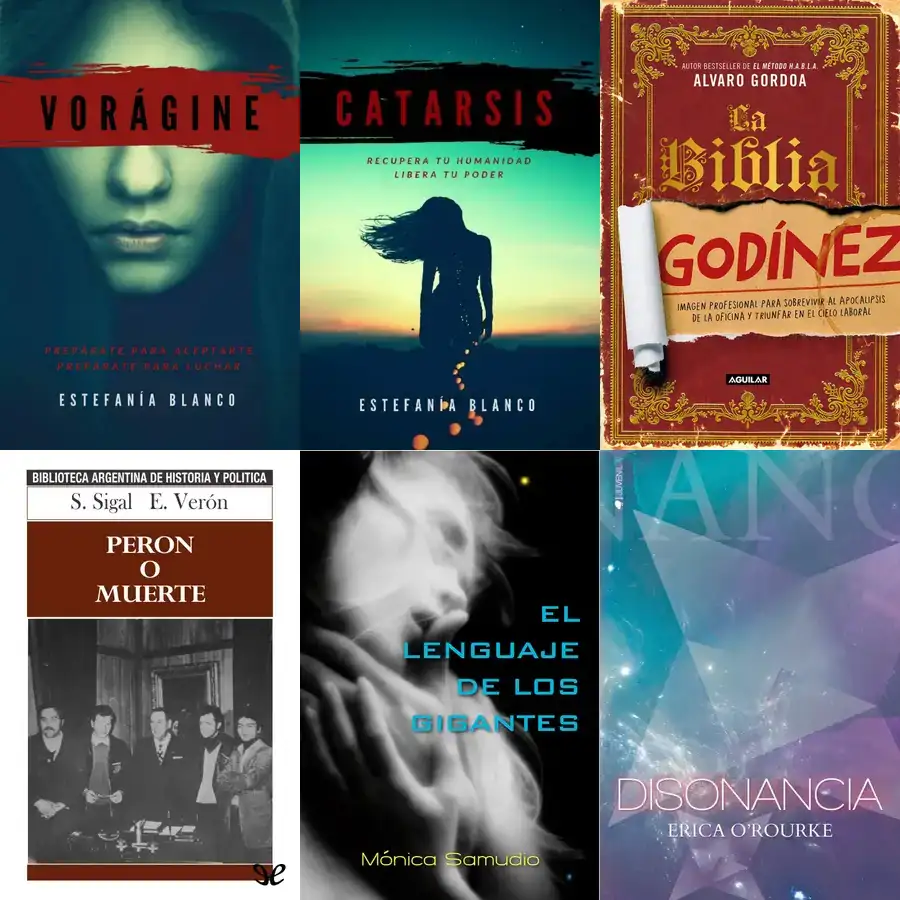 VORÁGINE
PREPÁRATE PARA ACEPTARTE
PREPÁRATE PARA LUCHAR
ESTEFANÍA BLANCO
CATARSIS
RECUPERA TU HUMANIDAD
LIBERA TU PODER
ESTEFANÍA BLANCO
AUTOR BESTSELLER DE EL MÉTODO H.A.B.L.A.
ALVARO GORDOA
La
Biblia
GODÍNEZ
IMAGEN PROFESIONAL PARA SOBREVIVIR AL APOCALIPSIS
DE LA OFICINA Y TRIUNFAR EN EL CIELO LABORAL
AGUILAR
BIBLIOTECA ARGENTINA DE HISTORIA Y POLITICA
S. Sigal E. Verón
PERON
O
MUERTE
EL
LENGUAJE
DE LOS
GIGANTES
Mónica Samudio
JUVENIL
NANC
DISONANCIA
ERICA O'ROURKE